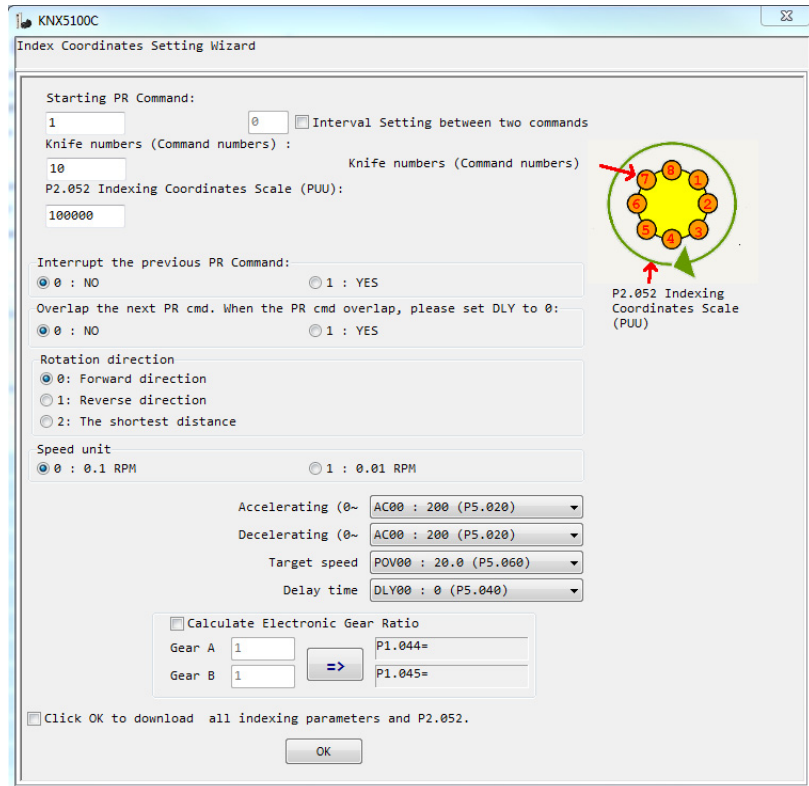 KNX5100C
Index Coordinates Setting Wizard
Starting PR Command:
1
0 Interval Setting between two commands
Knife numbers (Command numbers) :
10
Knife numbers (Command numbers)
P2.052 Indexing Coordinates Scale (PUU):
100000
8
7 1
6 2
5 3
4
P2.052 Indexing
Coordinates Scale
(PUU)
Interrupt the previous PR Command:
0 : NO 1 : YES
Overlap the next PR cmd. When the PR cmd overlap, please set DLY to 0:
0 : NO 1 : YES
Rotation direction
0: Forward direction
1: Reverse direction
2: The shortest distance
Speed unit
0 : 0.1 RPM 1 : 0.01 RPM
Accelerating (0~ AC00 : 200 (P5.020)
Decelerating (0~ AC00 : 200 (P5.020)
Target speed POV00 : 20.0 (P5.060)
Delay time DLY00 : 0 (P5.040)
Calculate Electronic Gear Ratio
Gear A 1 P1.044=
=>
Gear B 1 P1.045=
Click OK to download all indexing parameters and P2.052.
OK